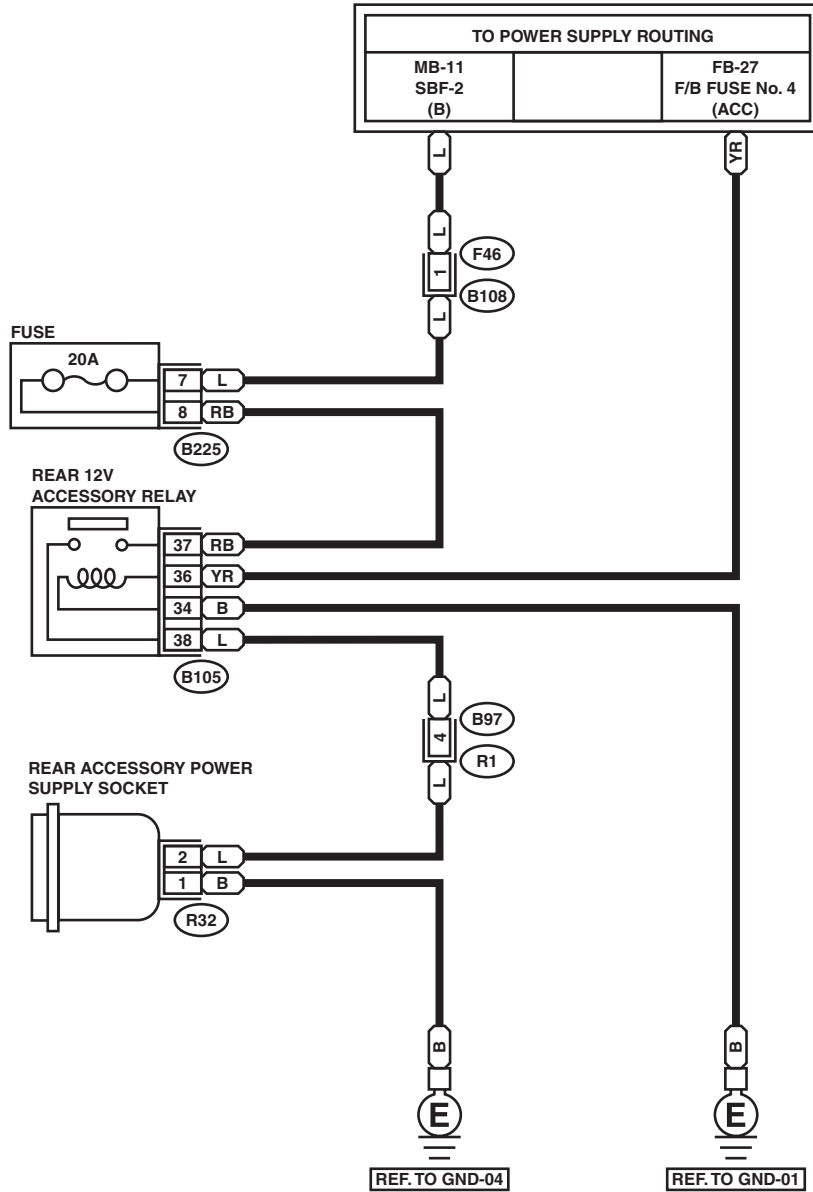 TO POWER SUPPLY ROUTING
MB-11
SBF-2
(B)
FB-27
F/B FUSE No. 4
(ACC)
L
YR
L
1
F46
B108
L
FUSE
20A
7 L
8 RB
B225
REAR 12V
ACCESSORY RELAY
37 RB
36 YR
34 B
38 L
B105
L
4
B97
R1
L
REAR ACCESSORY POWER
SUPPLY SOCKET
2 L
1 B
R32
B
B
E
E
REF. TO GND-04
REF. TO GND-01